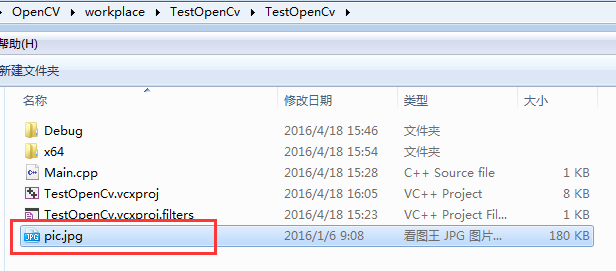 OpenCV workplace TestOpenCv TestOpenCv
帮助(H)
新建文件夹
名称 修改日期 类型 大小
Debug 2016/4/18 15:46 文件夹
x64 2016/4/18 15:54 文件夹
Main.cpp 2016/4/18 15:28 C++ Source file 1 KB
TestOpenCv.vcxproj 2016/4/18 16:05 VC++ Project 8 KB
TestOpenCv.vcxproj.filters 2016/4/18 15:23 VC++ Project Fil... 1 KB
pic.jpg 2016/1/6 9:08 看图王 JPG 图片... 180 KB
JPG